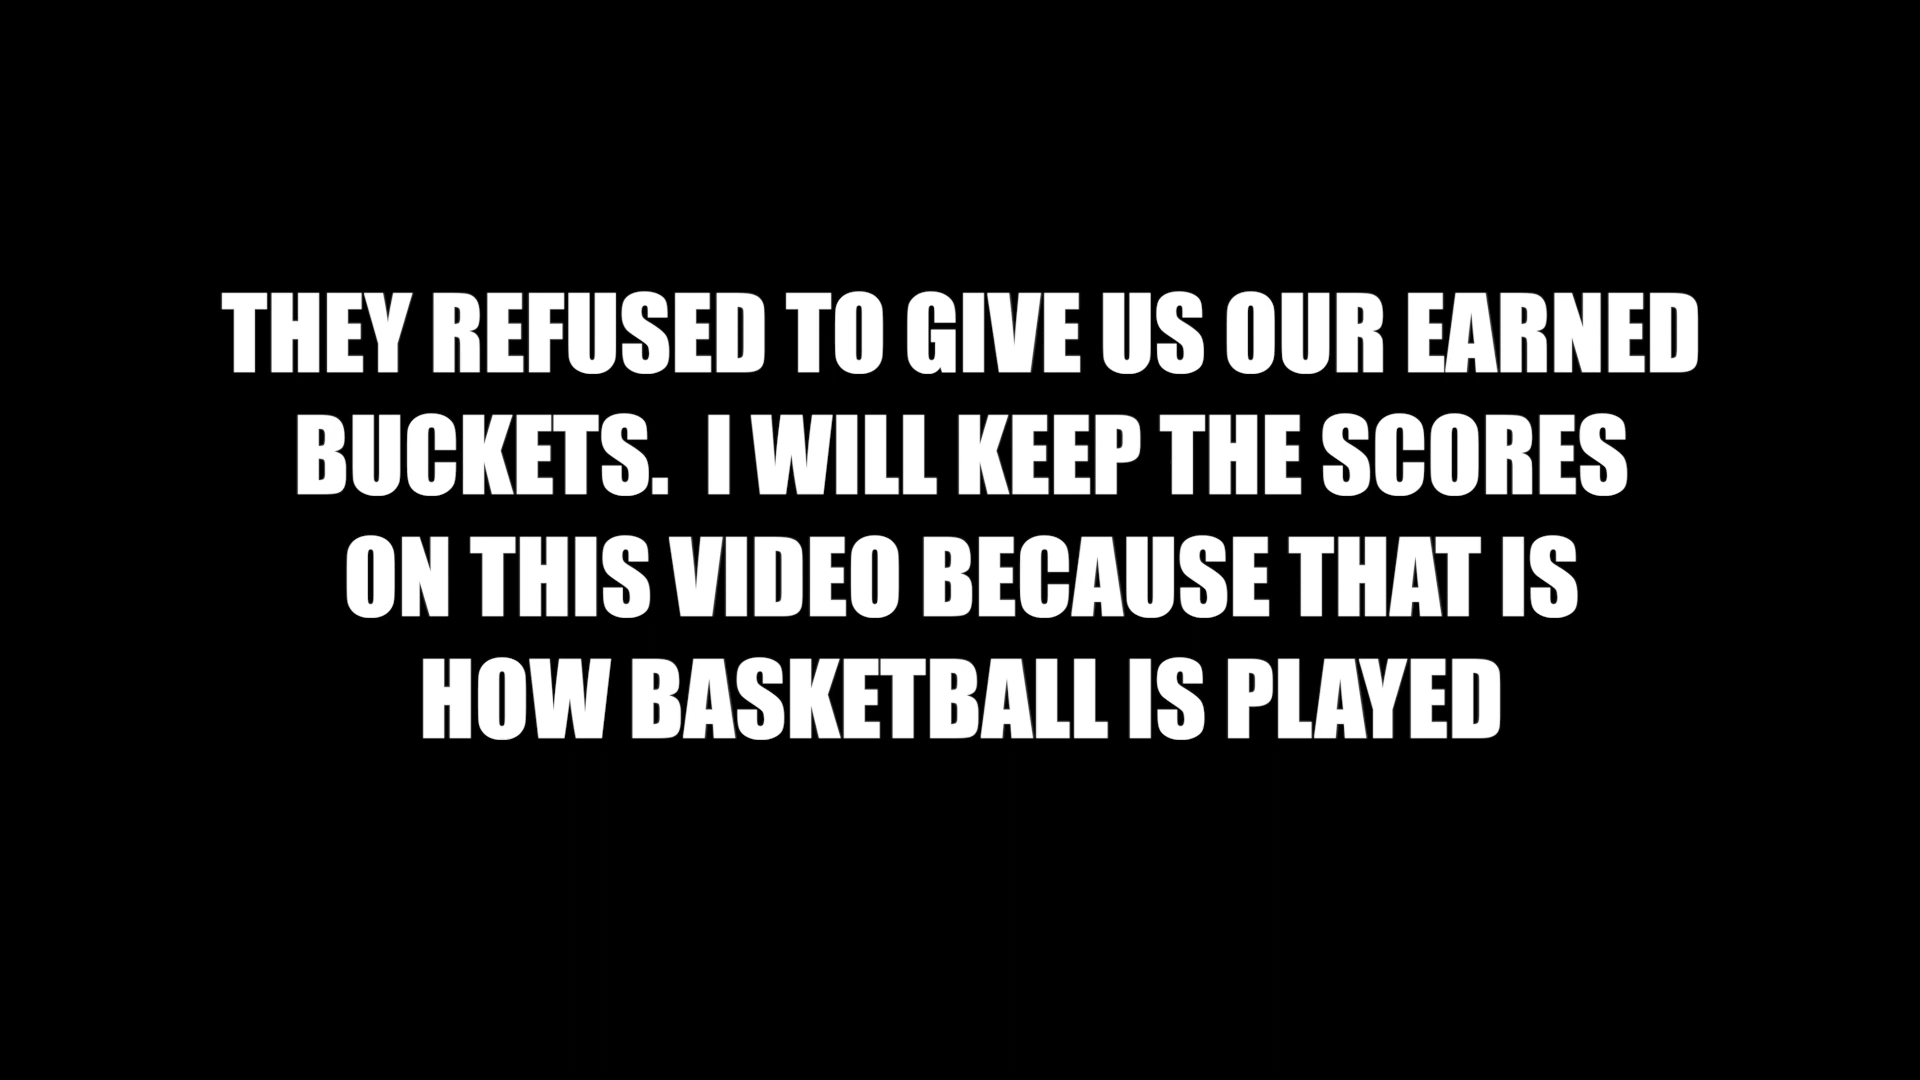 THEY REFUSED TO GIVE US OUR EARNED
BUCKETS.  I WILL KEEP THE SCORES
ON THIS VIDEO BECAUSE THAT IS
HOW BASKETBALL IS PLAYED